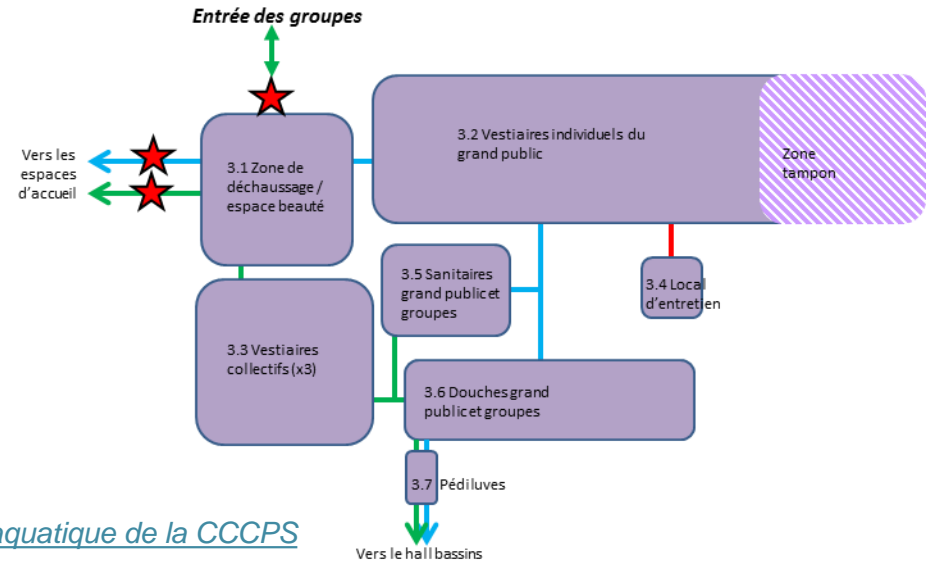 Entrée des groupes
3.2 Vestiaires individuels du
grand public
Zone
tampon
Vers les
espaces
d'accueil
3.1 Zone de
déchaussage /
espace beauté
3.5 Sanitaires
grand public et
groupes
3.4 Local
d'entretien
3.3 Vestiaires
collectifs (x3)
3.6 Douches grand
public et groupes
3.7 Pédiluves
aquatique de la CCCPS
Vers le hall bassins